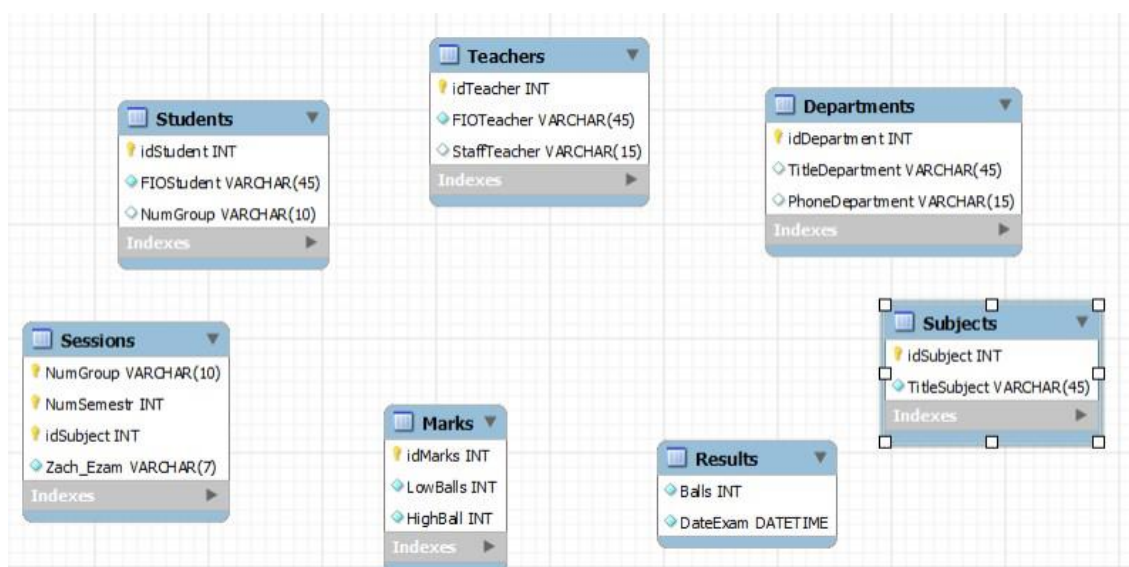 Teachers
idTeacher INT
FIOTeacher VARCHAR(45)
StaffTeacher VARCHAR(15)
Indexes
Students
idStudent INT
FIOStudent VARCHAR(45)
NumGroup VARCHAR(10)
Indexes
Departments
idDepartment INT
TitleDepartment VARCHAR(45)
PhoneDepartment VARCHAR(15)
Indexes
Sessions
NumGroup VARCHAR(10)
NumSemestr INT
idSubject INT
Zach_Ezam VARCHAR(7)
Indexes
Subjects
idSubject INT
TitleSubject VARCHAR(45)
Indexes
Marks
idMarks INT
LowBalls INT
HighBall INT
Indexes
Results
Balls INT
DateExam DATETIME